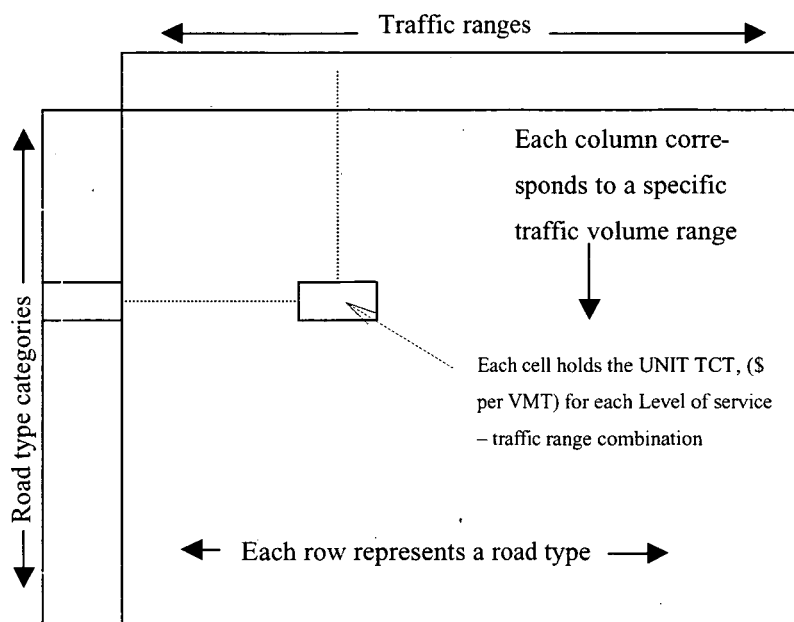 Traffic ranges
Each column corre-
sponds to a specific
traffic volume range
Road type categories
Each cell holds the UNIT TCT, ($
per VMT) for each Level of service
– traffic range combination
Each row represents a road type